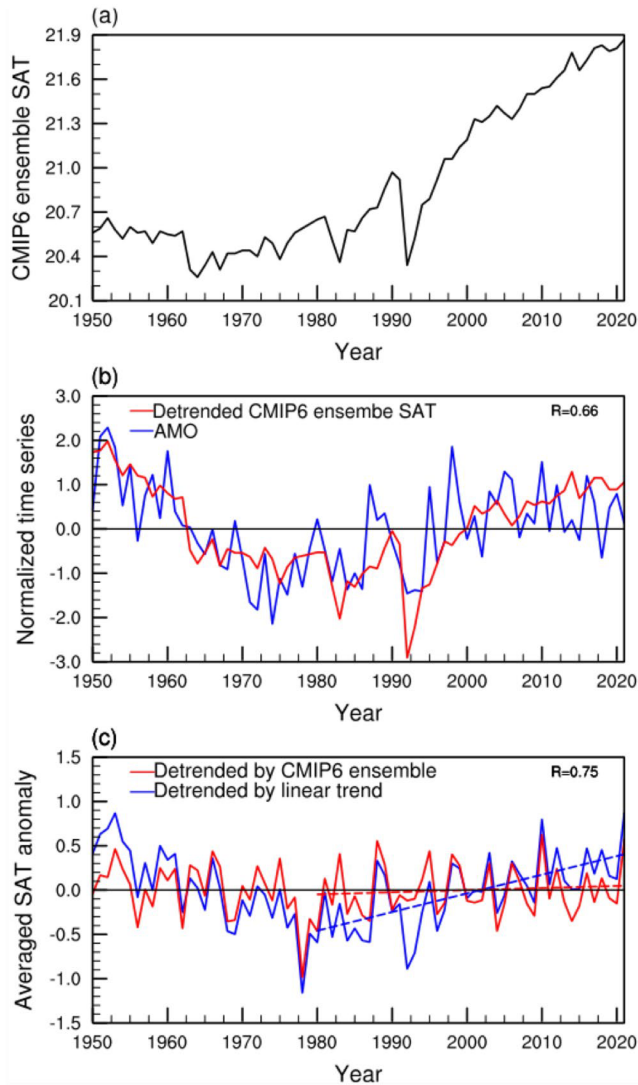 (a)
CMIP6 ensemble SAT
21.9
21.6
21.3
21.0
20.7
20.4
20.1
1950 1960 1970 1980 1990 2000 2010 2020
Year
(b)
Normalized time series
3.0
2.0
1.0
0.0
-1.0
-2.0
-3.0
Detrended CMIP6 ensembe SAT
AMO
R=0.66
1950 1960 1970 1980 1990 2000 2010 2020
Year
(c)
Averaged SAT anomaly
1.5
1.0
0.5
0.0
-0.5
-1.0
-1.5
Detrended by CMIP6 ensemble
Detrended by linear trend
R=0.75
1950 1960 1970 1980 1990 2000 2010 2020
Year